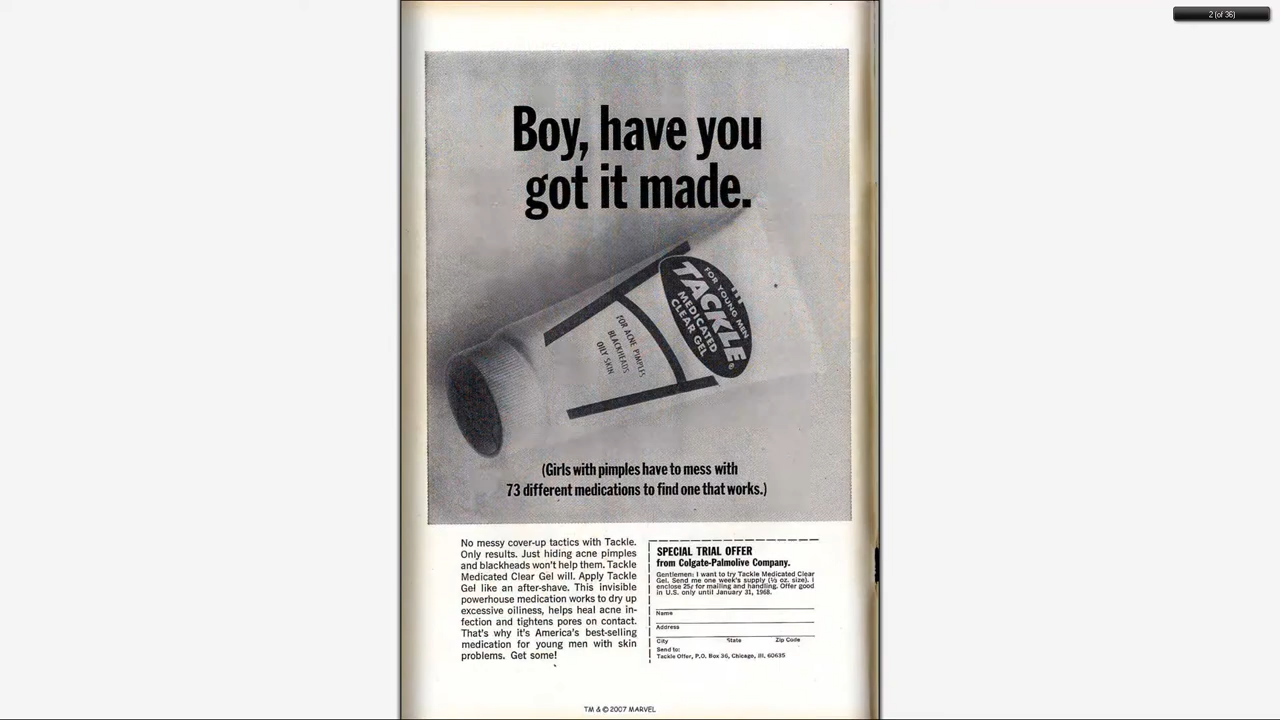 2 (of 36)
Boy, have you
got it made.
FOR YOUNG MEN
TACKLE®
MEDICATED
CLEAR GEL
FOR ACNE PIMPLES
BLACKHEADS
OILY SKIN
(Girls with pimples have to mess with
73 different medications to find one that works.)
No messy cover-up tactics with Tackle.
Only results. Just hiding acne pimples
and blackheads won't help them. Tackle
Medicated Clear Gel will. Apply Tackle
Gel like an after-shave. This invisible
powerhouse medication works to dry up
excessive oiliness, helps heal acne in-
fection and tightens pores on contact.
That's why it's America's best-selling
medication for young men with skin
problems. Get some!
SPECIAL TRIAL OFFER
from Colgate-Palmolive Company.
Gentlemen: I want to try Tackle Medicated Clear
Gel. Send me one week's supply (⅓ oz. size). I
enclose 25¢ for mailing and handling. Offer good
in U.S. only until January 31, 1968.
Name
Address
City State Zip Code
Send to:
Tackle Offer, P.O. Box 36, Chicago, Ill. 60635
TM & © 2007 MARVEL